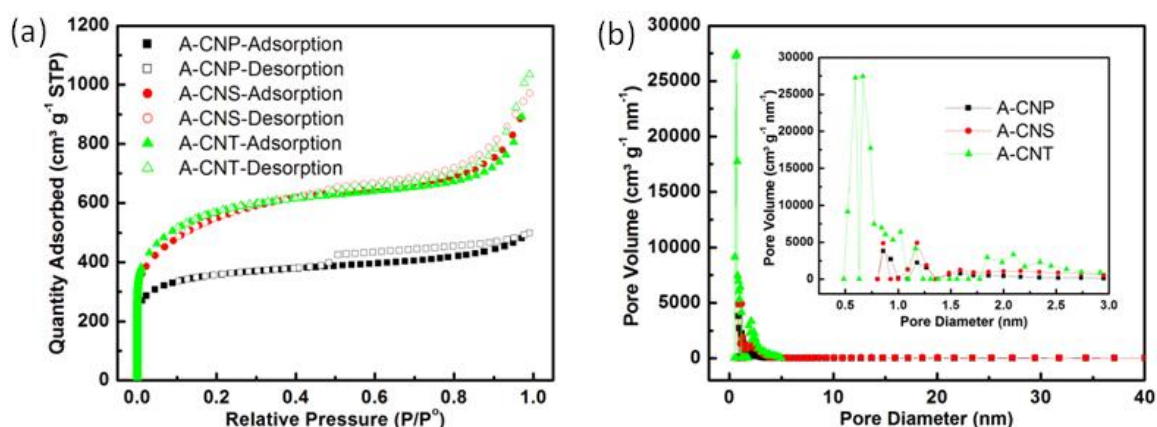 (a)
Quantity Adsorbed (cm³ g⁻¹ STP)
1200
1000
800
600
400
200
0
A-CNP-Adsorption
A-CNP-Desorption
A-CNS-Adsorption
A-CNS-Desorption
A-CNT-Adsorption
A-CNT-Desorption
0.0 0.2 0.4 0.6 0.8 1.0
Relative Pressure (P/P°)
(b)
Pore Volume (cm³ g⁻¹ nm⁻¹)
30000
25000
20000
15000
10000
5000
0
0 10 20 30 40
Pore Diameter (nm)
Pore Volume (cm³ g⁻¹ nm⁻¹)
30000
25000
20000
15000
10000
5000
0
A-CNP
A-CNS
A-CNT
0.5 1.0 1.5 2.0 2.5 3.0
Pore Diameter (nm)